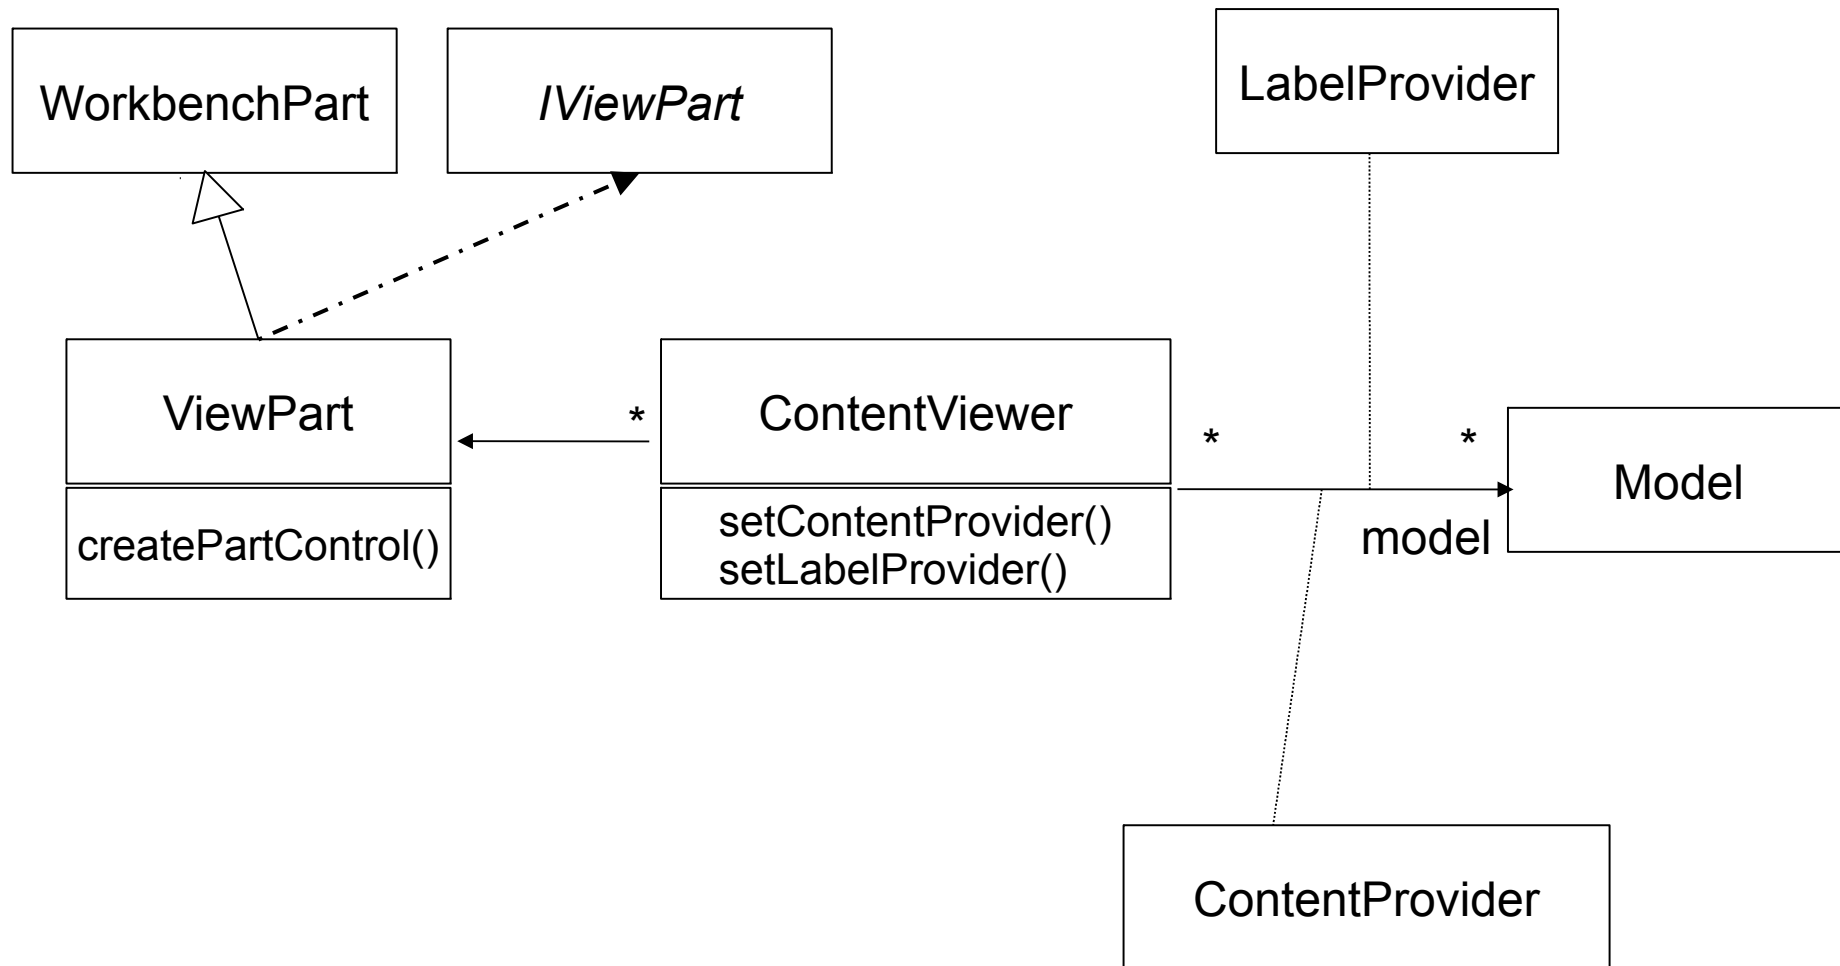 WorkbenchPart
IViewPart
LabelProvider
ViewPart
createPartControl()
*
ContentViewer
setContentProvider()
setLabelProvider()
*
*
model
Model
ContentProvider